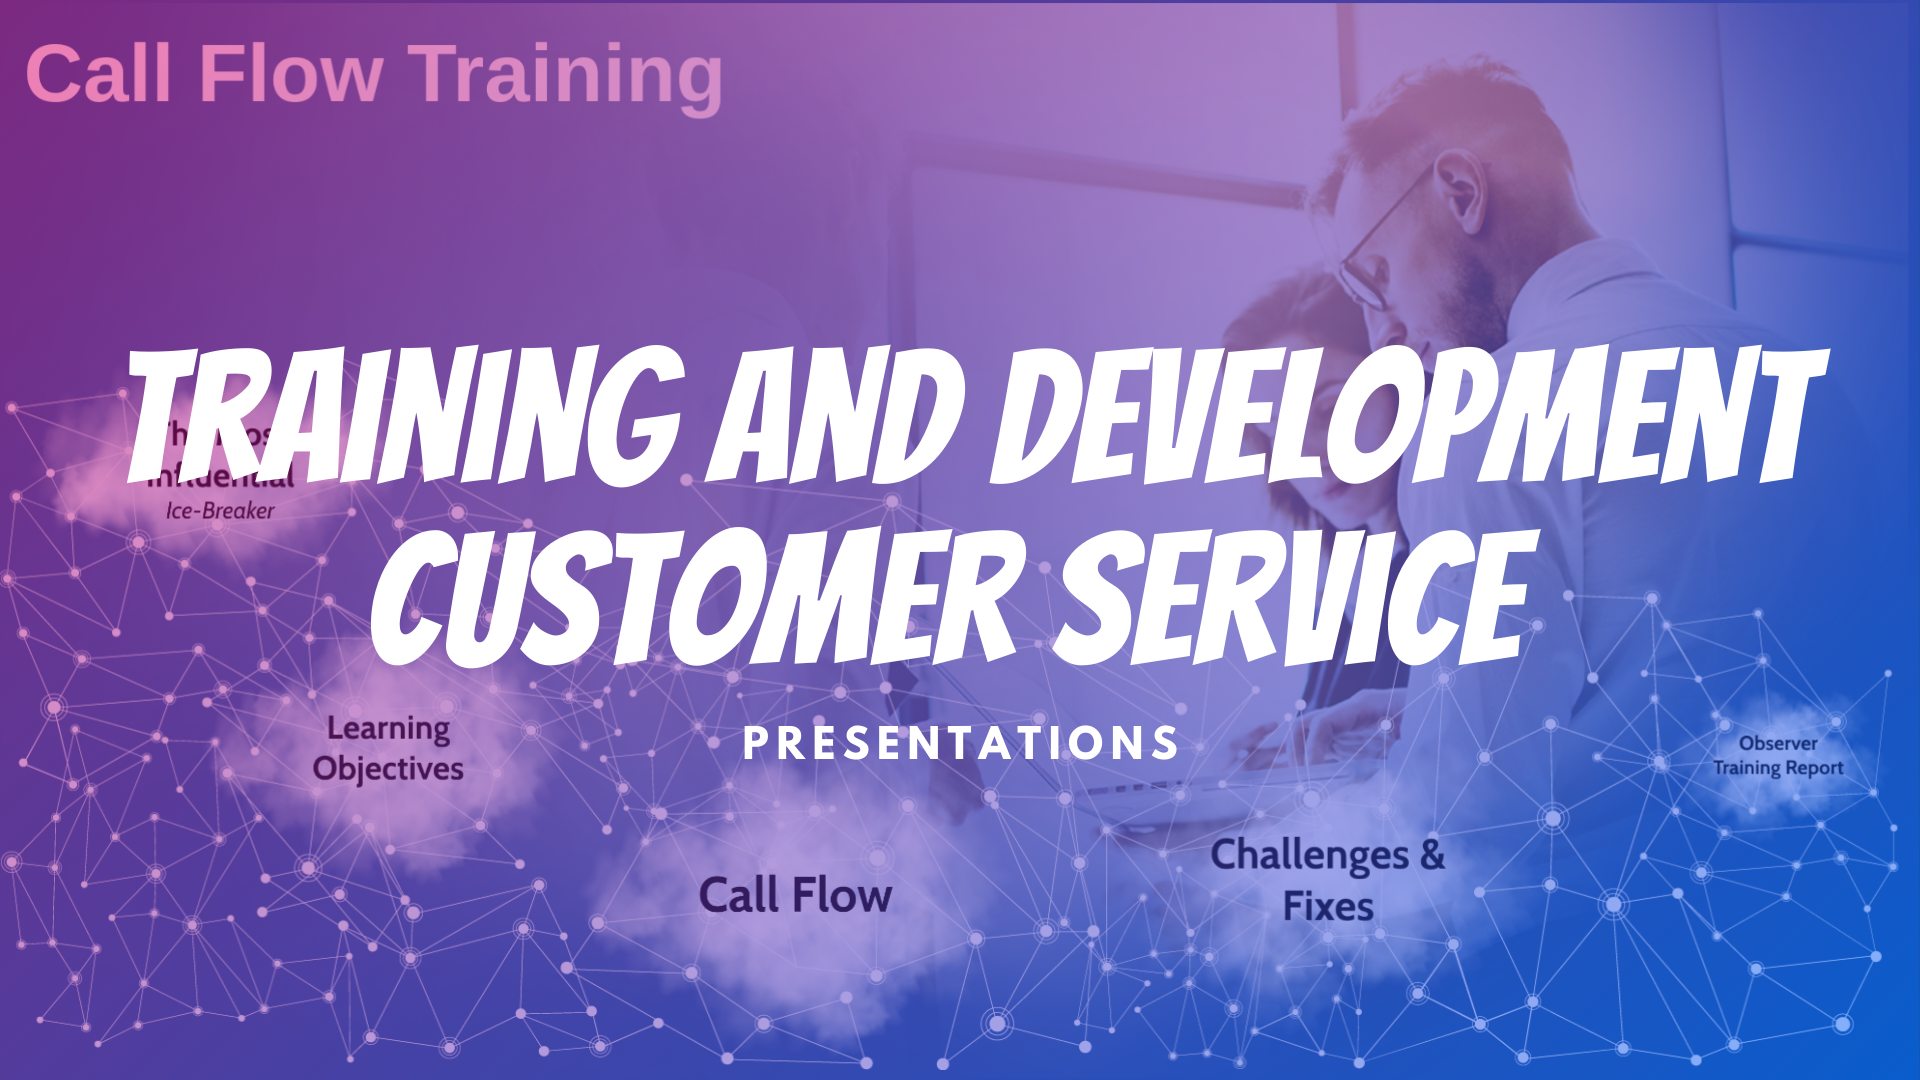 Call Flow Training
TRAINING AND DEVELOPMENT
CUSTOMER SERVICE
PRESENTATIONS
Influential
Ice-Breaker
Learning
Objectives
Call Flow
Challenges &
Fixes
Observer
Training Report